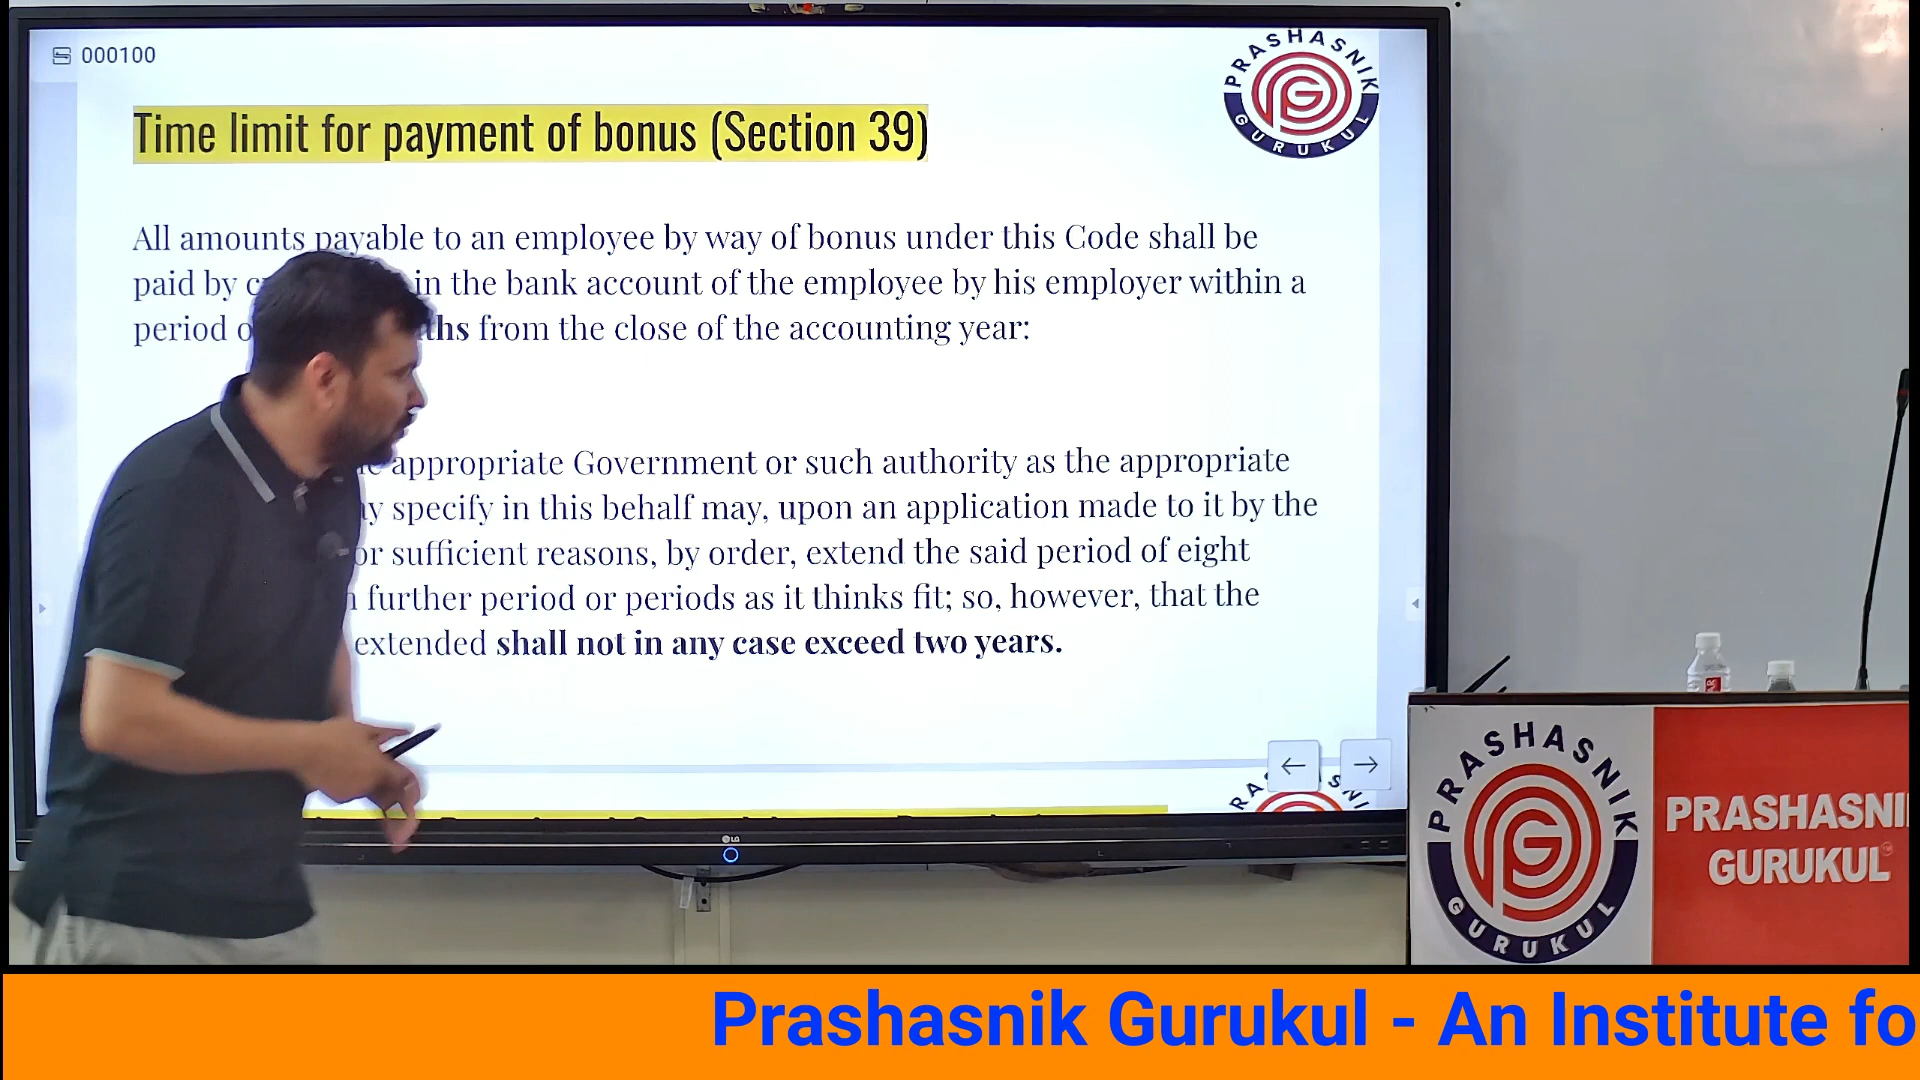 000100
PRASHASNIK GURUKUL
Time limit for payment of bonus (Section 39)
All amounts payable to an employee by way of bonus under this Code shall be
paid by in the bank account of the employee by his employer within a
period from the close of the accounting year:
appropriate Government or such authority as the appropriate
specify in this behalf may, upon an application made to it by the
sufficient reasons, by order, extend the said period of eight
further period or periods as it thinks fit; so, however, that the
extended shall not in any case exceed two years.
LG
PRASHASNIK GURUKUL
PRASHASNI
GURUKUL
Prashasnik Gurukul - An Institute fo